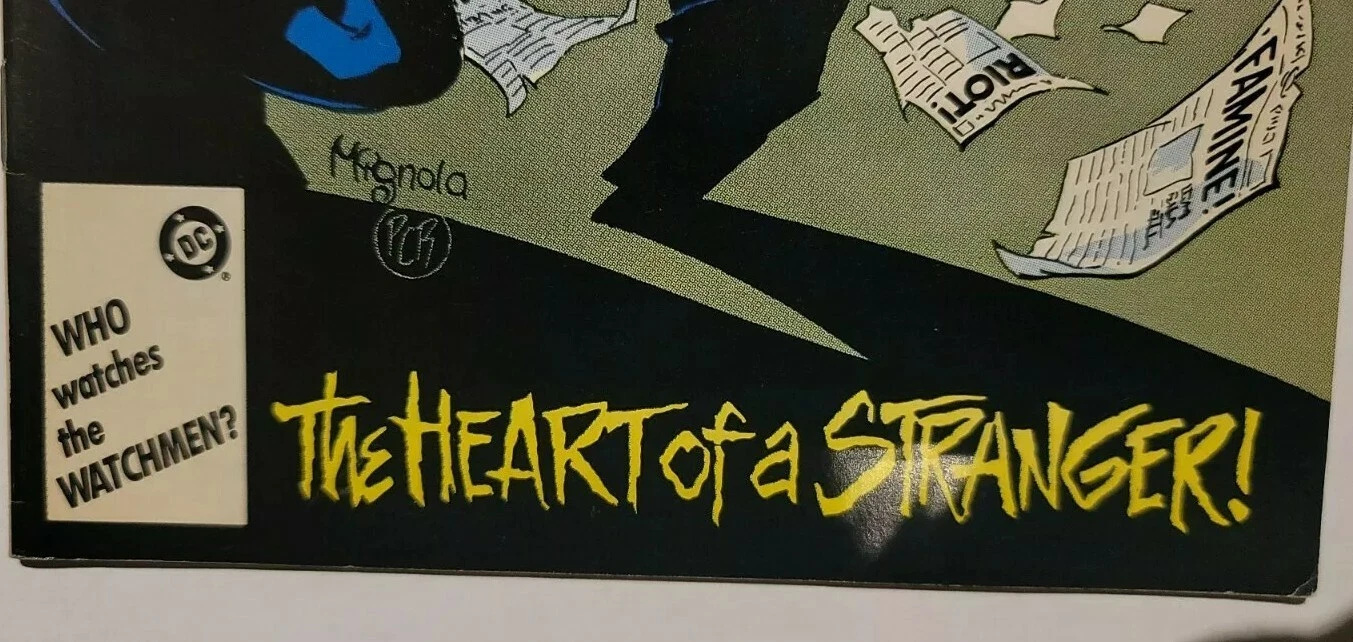 RIOT!
FAMINE!
Mignola
PCR
DC
®
WHO
watches
the
WATCHMEN?
The HEART of a STRANGER!